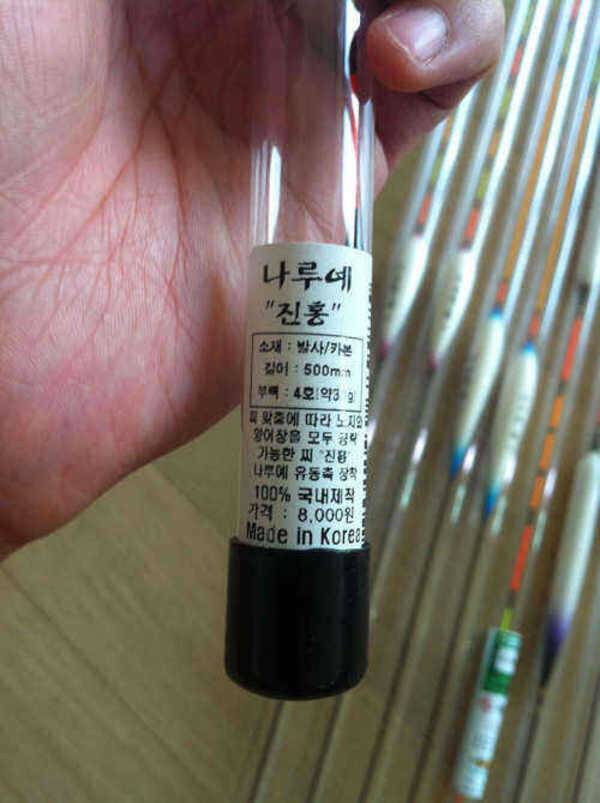 나루예
"진홍"
소재 : 발사/카본
길이 : 500mm
부력 : 4호(약3 g)
찌 맞춤에 따라 노지와
양어장을 모두 공략
가능한 찌 "진홍"
나루예 유동촉 장착
100% 국내제작
가격 : 8,000원
Made in Korea